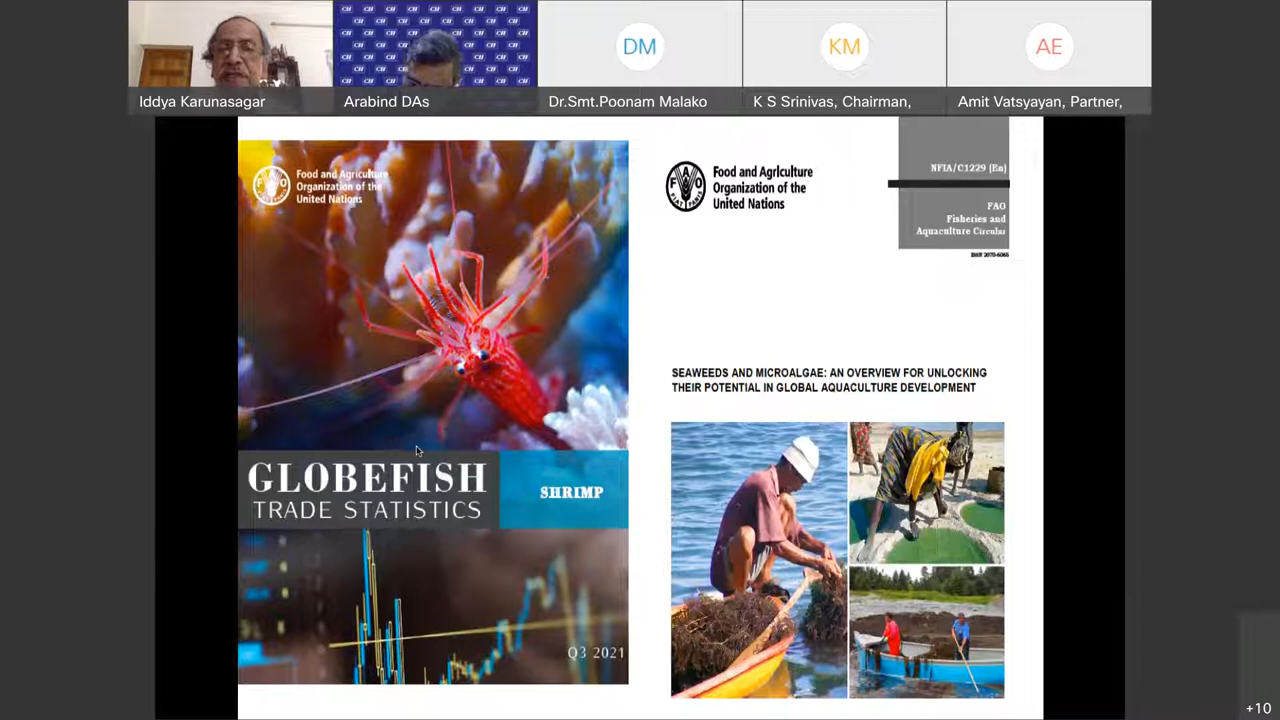 DM
KM
AE
Iddya Karunasagar
Arabind DAs
Dr.Smt.Poonam Malako
K S Srinivas, Chairman,
Amit Vatsyayan, Partner,
Food and Agriculture
Organization of the
United Nations
GLOBEFISH
TRADE STATISTICS
SHRIMP
Q3 2021
Food and Agriculture
Organization of the
United Nations
NFIA/C1229 (En)
FAO
Fisheries and
Aquaculture Circular
ISSN 2070-6065
SEAWEEDS AND MICROALGAE: AN OVERVIEW FOR UNLOCKING
THEIR POTENTIAL IN GLOBAL AQUACULTURE DEVELOPMENT
+10